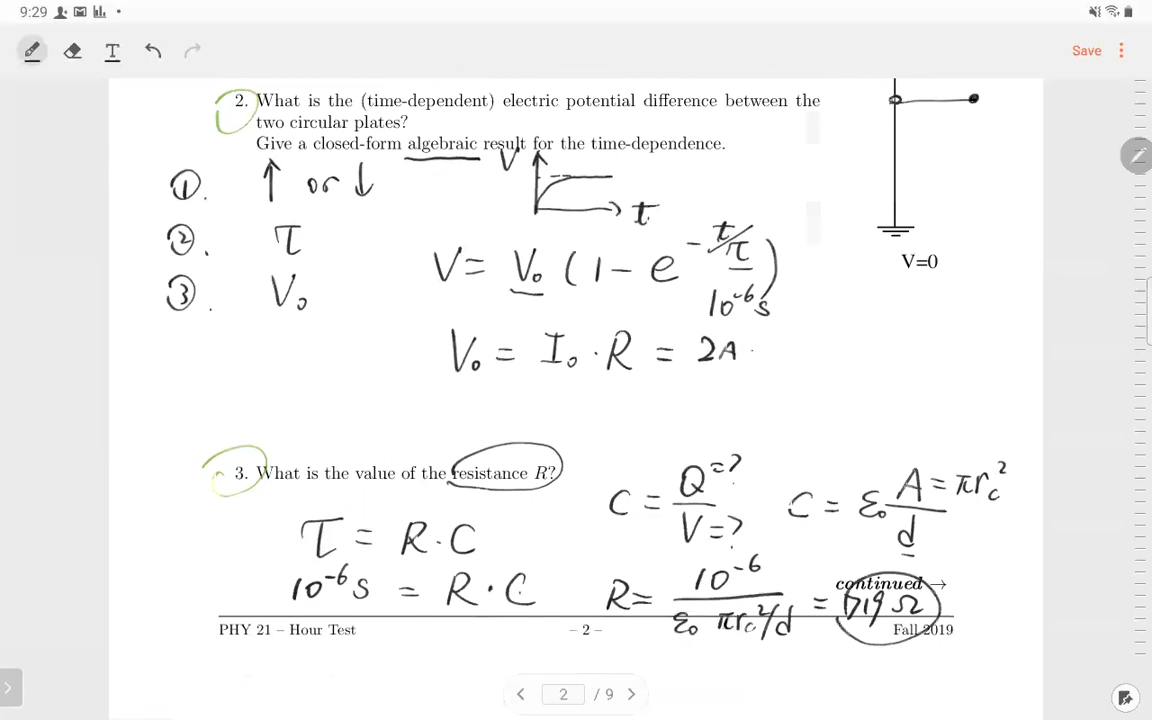 9:29
T
Save
2. What is the (time-dependent) electric potential difference between the
two circular plates?
Give a closed-form algebraic result for the time-dependence.
V
t
①. ↑ or ↓
②. τ
③. V₀
V = V₀ (1 - e^(-t/τ))
10⁻⁶s
V₀ = I₀ · R = 2A ·
V=0
3. What is the value of the resistance R?
C = Q=? / V=?
C = ε₀ A = πr_c² / d
τ = R · C
10⁻⁶s = R · C
R = 10⁻⁶ / ε₀ πr_c²/d = 719 Ω
continued →
PHY 21 – Hour Test
– 2 –
Fall 2019
2 / 9